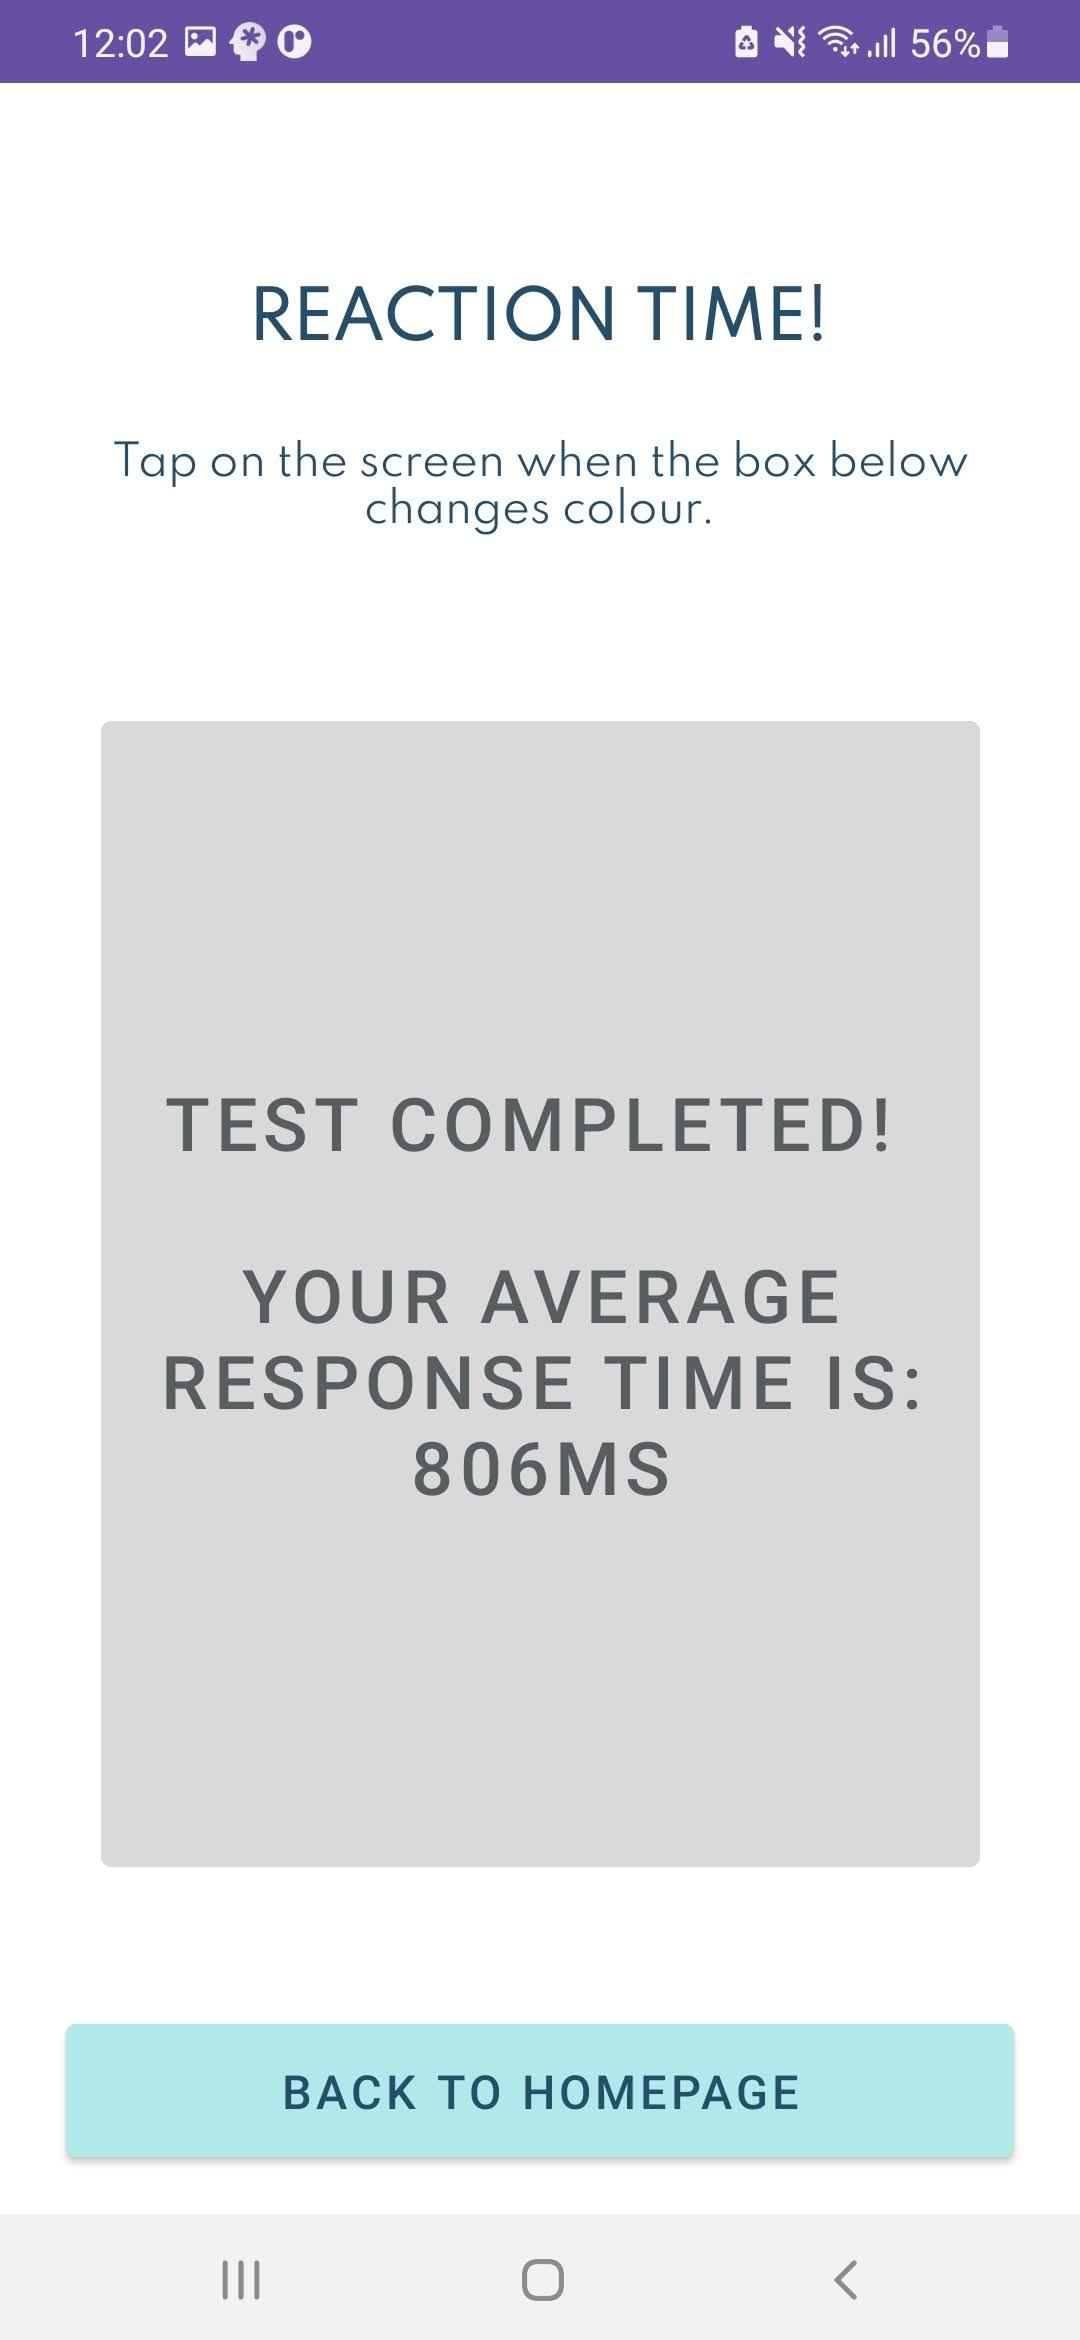 12:02
56%
REACTION TIME!
Tap on the screen when the box below
changes colour.
TEST COMPLETED!
YOUR AVERAGE
RESPONSE TIME IS:
806MS
BACK TO HOMEPAGE